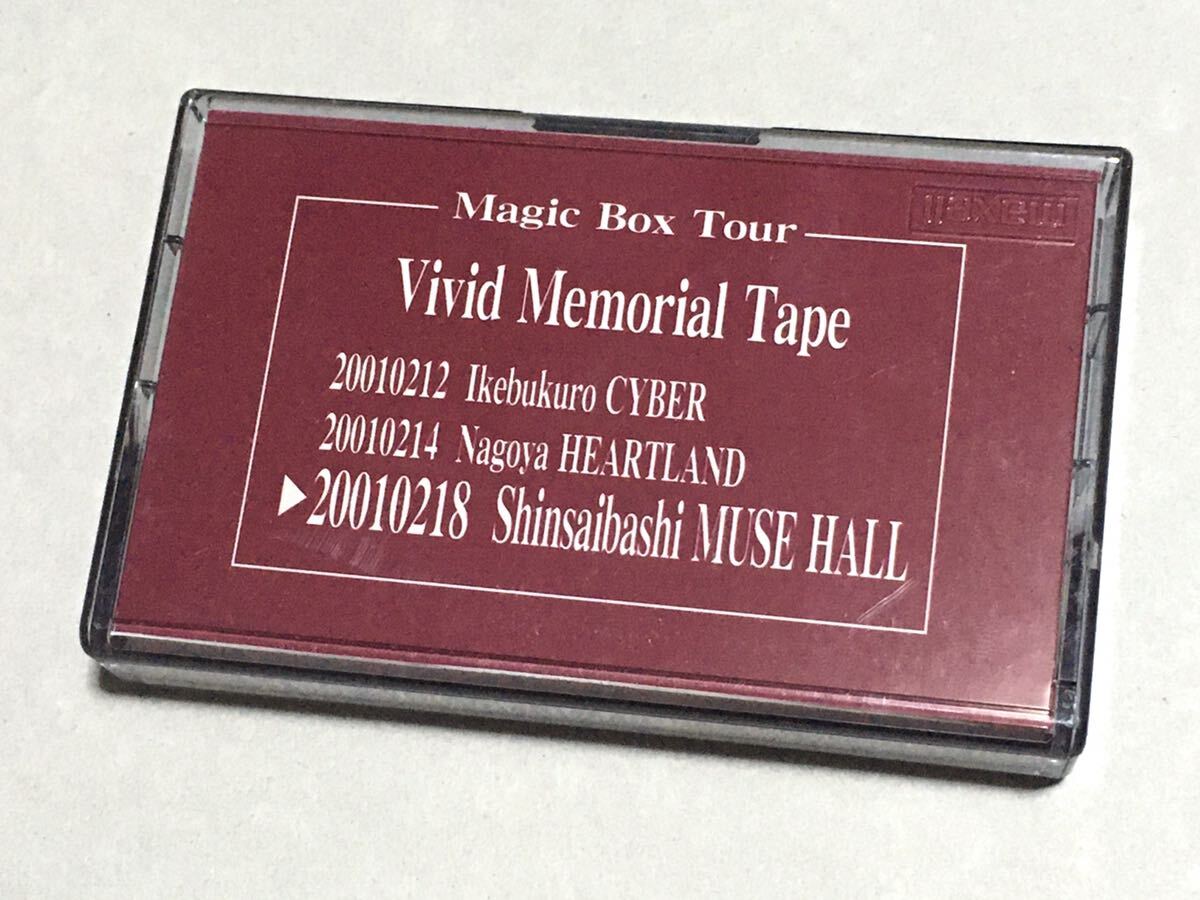 maxell
Magic Box Tour
Vivid Memorial Tape
20010212 Ikebukuro CYBER
20010214 Nagoya HEARTLAND
▶20010218 Shinsaibashi MUSE HALL